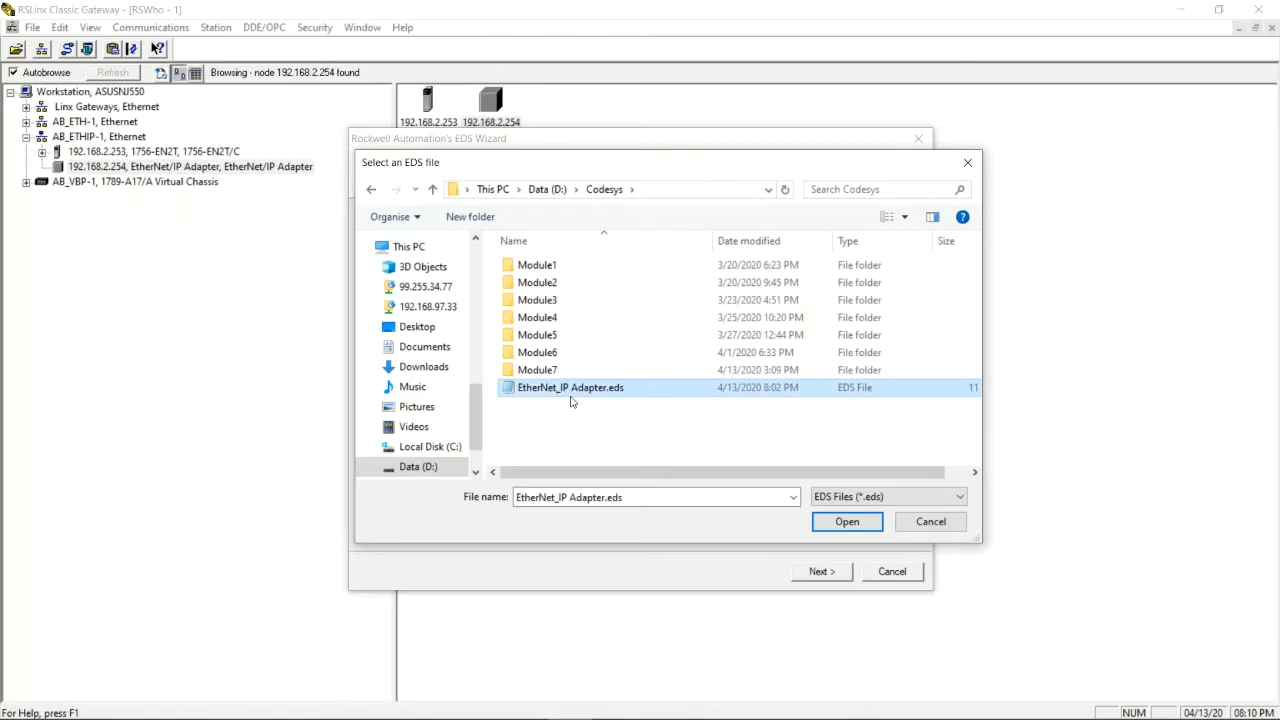 RSLinx Classic Gateway - [RSWho - 1]
File Edit View Communications Station DDE/OPC Security Window Help
Autobrowse Refresh Browsing - node 192.168.2.254 found
Workstation, ASUSNJ550
Linx Gateways, Ethernet
AB_ETH-1, Ethernet
AB_ETHIP-1, Ethernet
192.168.2.253, 1756-EN2T, 1756-EN2T/C
192.168.2.254, EtherNet/IP Adapter, EtherNet/IP Adapter
AB_VBP-1, 1789-A17/A Virtual Chassis
192.168.2.253 192.168.2.254
Rockwell Automation's EDS Wizard
Select an EDS file
This PC > Data (D:) > Codesys >
Search Codesys
Organise New folder
This PC
3D Objects
99.255.34.77
192.168.97.33
Desktop
Documents
Downloads
Music
Pictures
Videos
Local Disk (C:)
Data (D:)
Name Date modified Type Size
Module1 3/20/2020 6:23 PM File folder
Module2 3/20/2020 9:45 PM File folder
Module3 3/23/2020 4:51 PM File folder
Module4 3/25/2020 10:20 PM File folder
Module5 3/27/2020 12:44 PM File folder
Module6 4/1/2020 6:33 PM File folder
Module7 4/13/2020 3:09 PM File folder
EtherNet_IP Adapter.eds 4/13/2020 8:02 PM EDS File 11
File name: EtherNet_IP Adapter.eds EDS Files (*.eds)
Open Cancel
Next > Cancel
For Help, press F1 NUM 04/13/20 08:10 PM